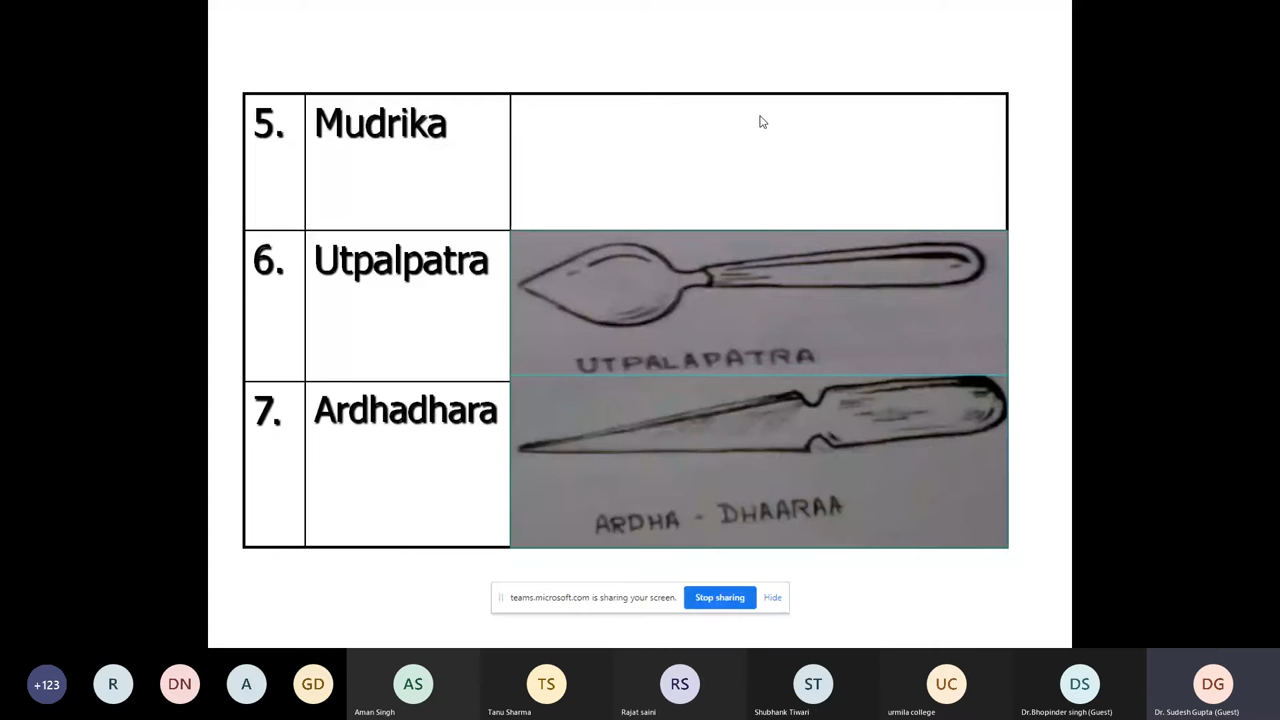 5. Mudrika
6. Utpalpatra
UTPALAPATRA
7. Ardhadhara
ARDHA - DHAARAA
teams.microsoft.com is sharing your screen. Stop sharing Hide
+123 R DN A GD AS TS RS ST UC DS DG
Aman Singh Tanu Sharma Rajat saini Shubhank Tiwari urmila college Dr.Bhopinder singh (Guest) Dr. Sudesh Gupta (Guest)